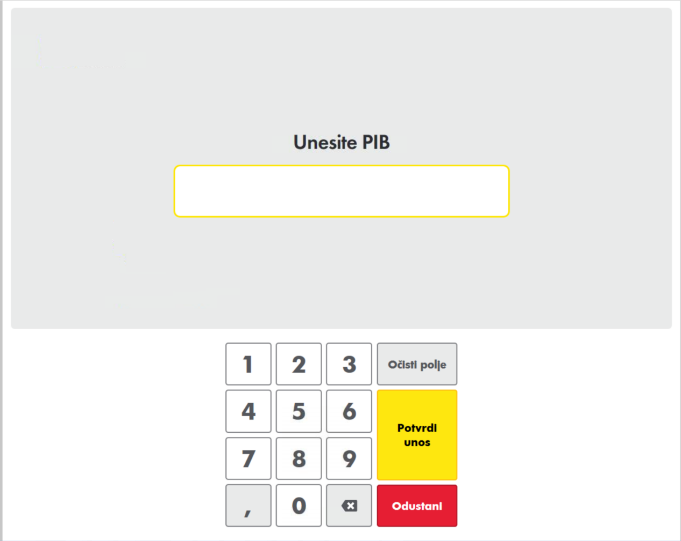 Unesite PIB
1 2 3 Očisti polje
4 5 6
Potvrdi
unos
7 8 9
, 0 Odustani